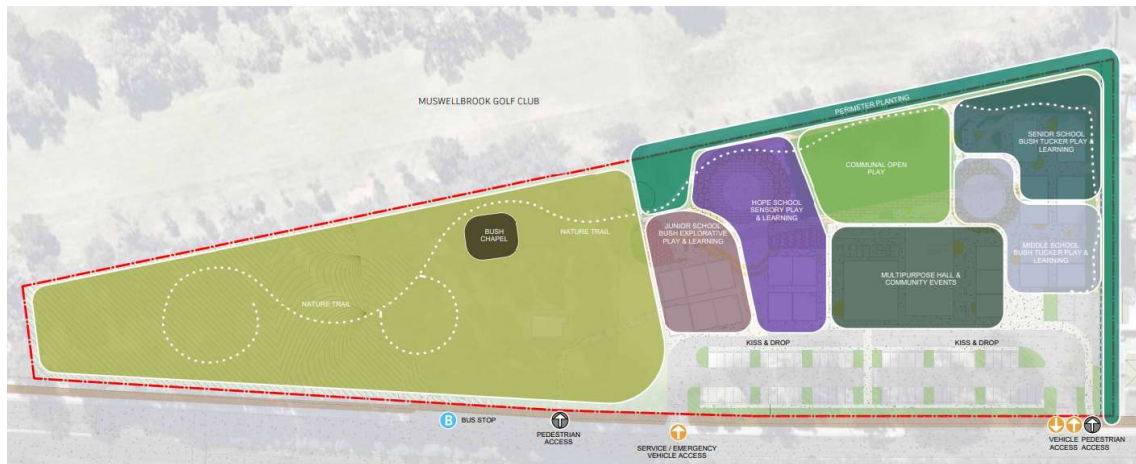 MUSWELLBROOK GOLF CLUB
PERIMETER PLANTING
SENIOR SCHOOL
BUSH TUCKER PLAY &
LEARNING
COMMUNAL OPEN
PLAY
HOPE SCHOOL
SENSORY PLAY
& LEARNING
JUNIOR SCHOOL
BUSH EXPLORATIVE
PLAY & LEARNING
BUSH
CHAPEL
NATURE TRAIL
MIDDLE SCHOOL
BUSH TUCKER PLAY &
LEARNING
MULTIPURPOSE HALL &
COMMUNITY EVENTS
NATURE TRAIL
KISS & DROP
KISS & DROP
B
BUS STOP
PEDESTRIAN
ACCESS
SERVICE / EMERGENCY
VEHICLE ACCESS
VEHICLE
ACCESS
PEDESTRIAN
ACCESS